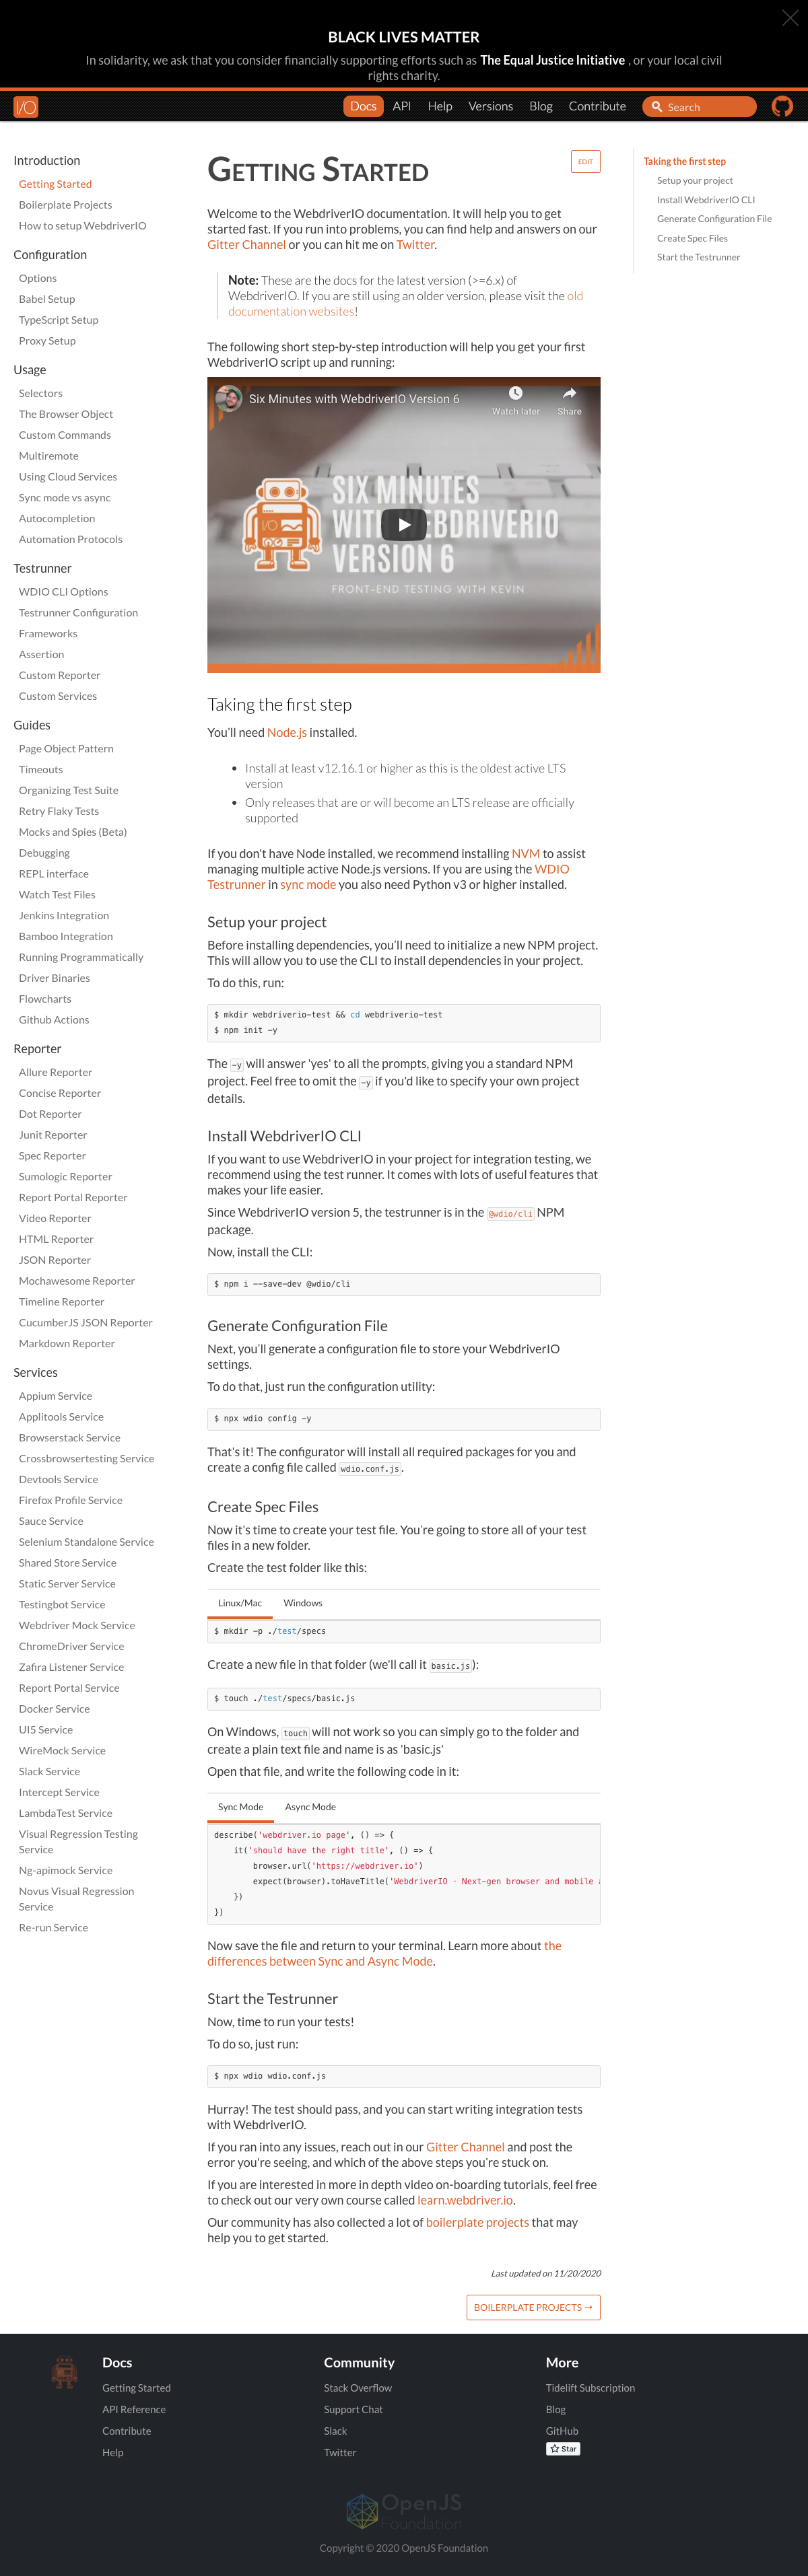 BLACK LIVES MATTER
In solidarity, we ask that you consider financially supporting efforts such as The Equal Justice Initiative , or your local civil
rights charity.
I/O
Docs
API
Help
Versions
Blog
Contribute
Search
Introduction
Getting Started
Boilerplate Projects
How to setup WebdriverIO
Configuration
Options
Babel Setup
TypeScript Setup
Proxy Setup
Usage
Selectors
The Browser Object
Custom Commands
Multiremote
Using Cloud Services
Sync mode vs async
Autocompletion
Automation Protocols
Testrunner
WDIO CLI Options
Testrunner Configuration
Frameworks
Assertion
Custom Reporter
Custom Services
Guides
Page Object Pattern
Timeouts
Organizing Test Suite
Retry Flaky Tests
Mocks and Spies (Beta)
Debugging
REPL interface
Watch Test Files
Jenkins Integration
Bamboo Integration
Running Programmatically
Driver Binaries
Flowcharts
Github Actions
Reporter
Allure Reporter
Concise Reporter
Dot Reporter
Junit Reporter
Spec Reporter
Sumologic Reporter
Report Portal Reporter
Video Reporter
HTML Reporter
JSON Reporter
Mochawesome Reporter
Timeline Reporter
CucumberJS JSON Reporter
Markdown Reporter
Services
Appium Service
Applitools Service
Browserstack Service
Crossbrowsertesting Service
Devtools Service
Firefox Profile Service
Sauce Service
Selenium Standalone Service
Shared Store Service
Static Server Service
Testingbot Service
Webdriver Mock Service
ChromeDriver Service
Zafira Listener Service
Report Portal Service
Docker Service
UI5 Service
WireMock Service
Slack Service
Intercept Service
LambdaTest Service
Visual Regression Testing
Service
Ng-apimock Service
Novus Visual Regression
Service
Re-run Service
Getting Started
EDIT
Welcome to the WebdriverIO documentation. It will help you to get
started fast. If you run into problems, you can find help and answers on our
Gitter Channel or you can hit me on Twitter.
Note: These are the docs for the latest version (>=6.x) of
WebdriverIO. If you are still using an older version, please visit the old
documentation websites!
The following short step-by-step introduction will help you get your first
WebdriverIO script up and running:
Six Minutes with WebdriverIO Version 6
Watch later
Share
I/O
SIX MINUTES
WITH WEBDRIVERIO
VERSION 6
FRONT-END TESTING WITH KEVIN
Taking the first step
You'll need Node.js installed.
• Install at least v12.16.1 or higher as this is the oldest active LTS
version
• Only releases that are or will become an LTS release are officially
supported
If you don't have Node installed, we recommend installing NVM to assist
managing multiple active Node.js versions. If you are using the WDIO
Testrunner in sync mode you also need Python v3 or higher installed.
Setup your project
Before installing dependencies, you'll need to initialize a new NPM project.
This will allow you to use the CLI to install dependencies in your project.
To do this, run:
$ mkdir webdriverio-test && cd webdriverio-test
$ npm init -y
The -y will answer 'yes' to all the prompts, giving you a standard NPM
project. Feel free to omit the -y if you'd like to specify your own project
details.
Install WebdriverIO CLI
If you want to use WebdriverIO in your project for integration testing, we
recommend using the test runner. It comes with lots of useful features that
makes your life easier.
Since WebdriverIO version 5, the testrunner is in the @wdio/cli NPM
package.
Now, install the CLI:
$ npm i --save-dev @wdio/cli
Generate Configuration File
Next, you'll generate a configuration file to store your WebdriverIO
settings.
To do that, just run the configuration utility:
$ npx wdio config -y
That's it! The configurator will install all required packages for you and
create a config file called wdio.conf.js.
Create Spec Files
Now it's time to create your test file. You're going to store all of your test
files in a new folder.
Create the test folder like this:
Linux/Mac
Windows
$ mkdir -p ./test/specs
Create a new file in that folder (we'll call it basic.js):
$ touch ./test/specs/basic.js
On Windows, touch will not work so you can simply go to the folder and
create a plain text file and name is as 'basic.js'
Open that file, and write the following code in it:
Sync Mode
Async Mode
describe('webdriver.io page', () => {
it('should have the right title', () => {
browser.url('https://webdriver.io')
expect(browser).toHaveTitle('WebdriverIO · Next-gen browser and mobile a
})
})
Now save the file and return to your terminal. Learn more about the
differences between Sync and Async Mode.
Start the Testrunner
Now, time to run your tests!
To do so, just run:
$ npx wdio wdio.conf.js
Hurray! The test should pass, and you can start writing integration tests
with WebdriverIO.
If you ran into any issues, reach out in our Gitter Channel and post the
error you're seeing, and which of the above steps you're stuck on.
If you are interested in more in depth video on-boarding tutorials, feel free
to check out our very own course called learn.webdriver.io.
Our community has also collected a lot of boilerplate projects that may
help you to get started.
Last updated on 11/20/2020
BOILERPLATE PROJECTS →
Taking the first step
Setup your project
Install WebdriverIO CLI
Generate Configuration File
Create Spec Files
Start the Testrunner
Docs
Getting Started
API Reference
Contribute
Help
Community
Stack Overflow
Support Chat
Slack
Twitter
More
Tidelift Subscription
Blog
GitHub
Star
OpenJS
Foundation
Copyright © 2020 OpenJS Foundation